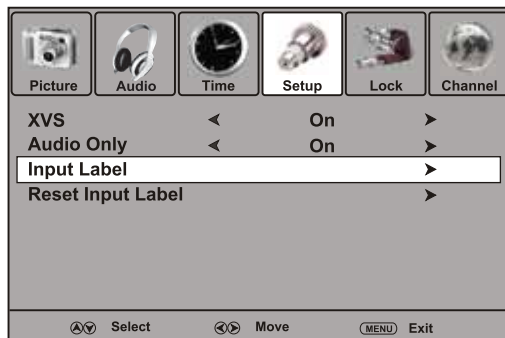 Picture Audio Time Setup Lock Channel
XVS On
Audio Only On
Input Label
Reset Input Label
Select Move MENU Exit